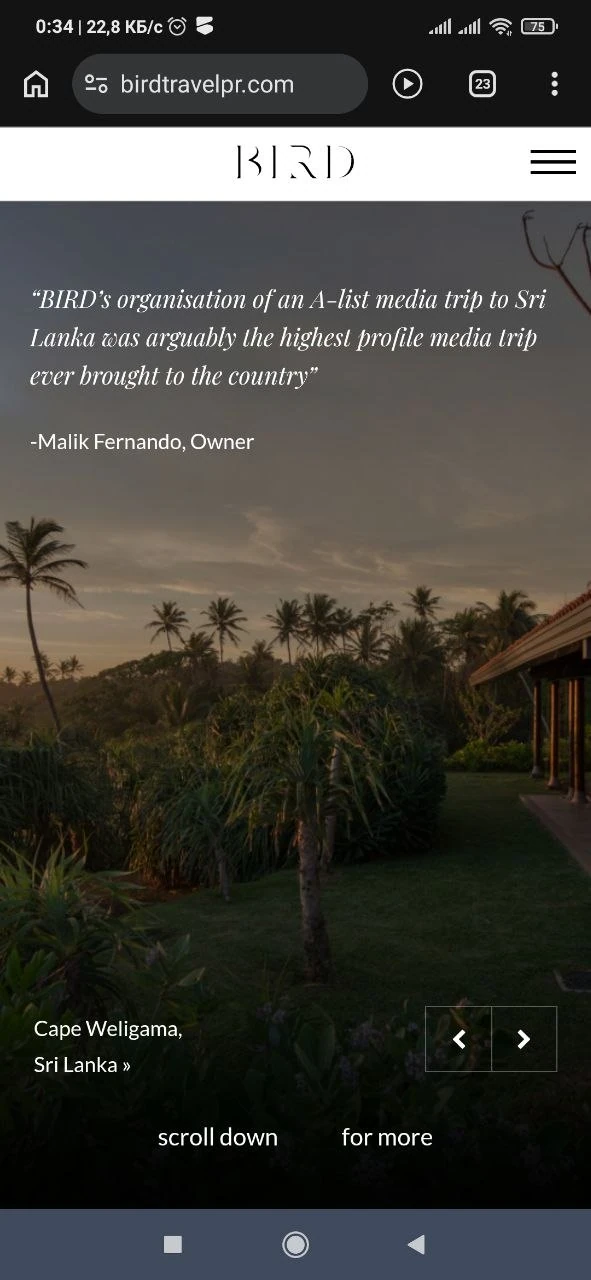 0:34 | 22,8 КБ/с 75
birdtravelpr.com 23
BIRD
“BIRD’s organisation of an A-list media trip to Sri
Lanka was arguably the highest profile media trip
ever brought to the country”
-Malik Fernando, Owner
Cape Weligama,
Sri Lanka »
scroll down for more